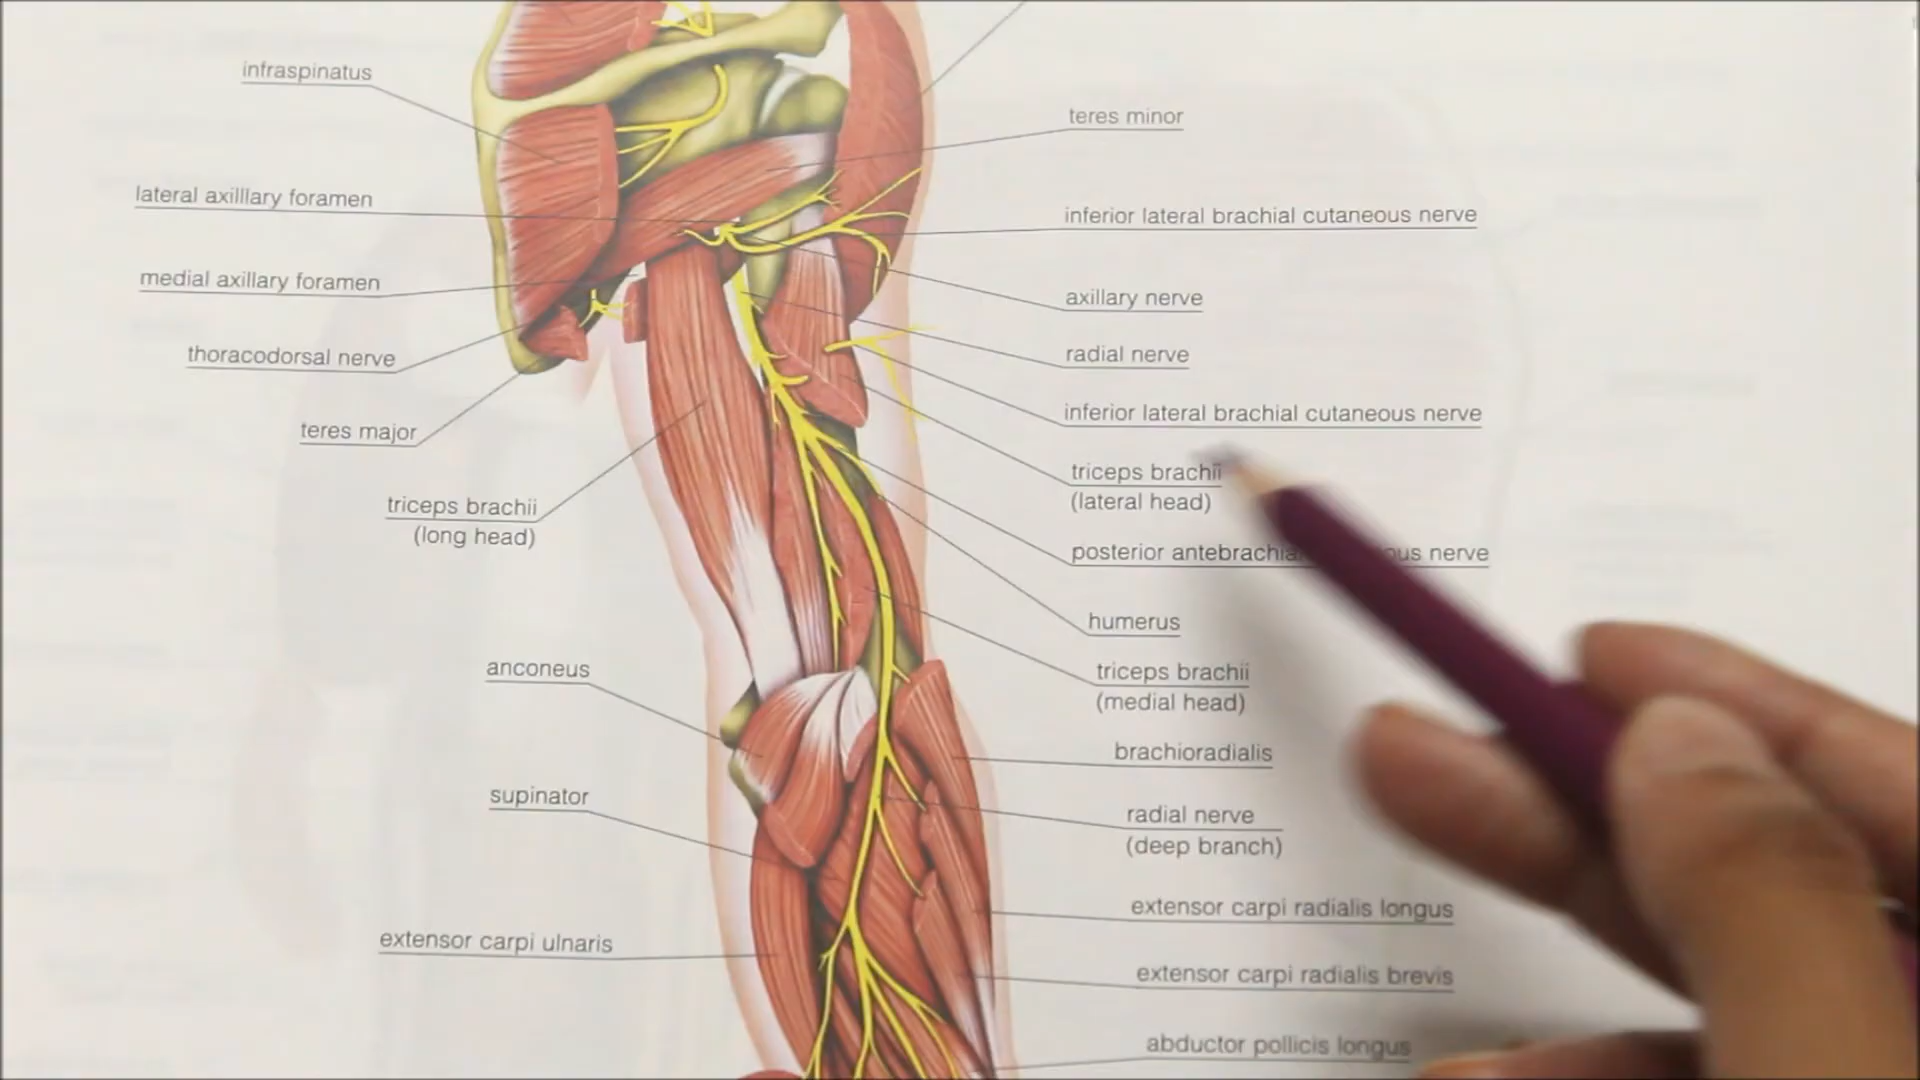 infraspinatus
lateral axilllary foramen
medial axillary foramen
thoracodorsal nerve
teres major
triceps brachii
(long head)
anconeus
supinator
extensor carpi ulnaris
teres minor
inferior lateral brachial cutaneous nerve
axillary nerve
radial nerve
inferior lateral brachial cutaneous nerve
triceps brachii
(lateral head)
posterior nerve
humerus
triceps brachii
(medial head)
brachioradialis
radial nerve
(deep branch)
extensor carpi radialis longus
extensor carpi radialis brevis
abductor pollicis longus